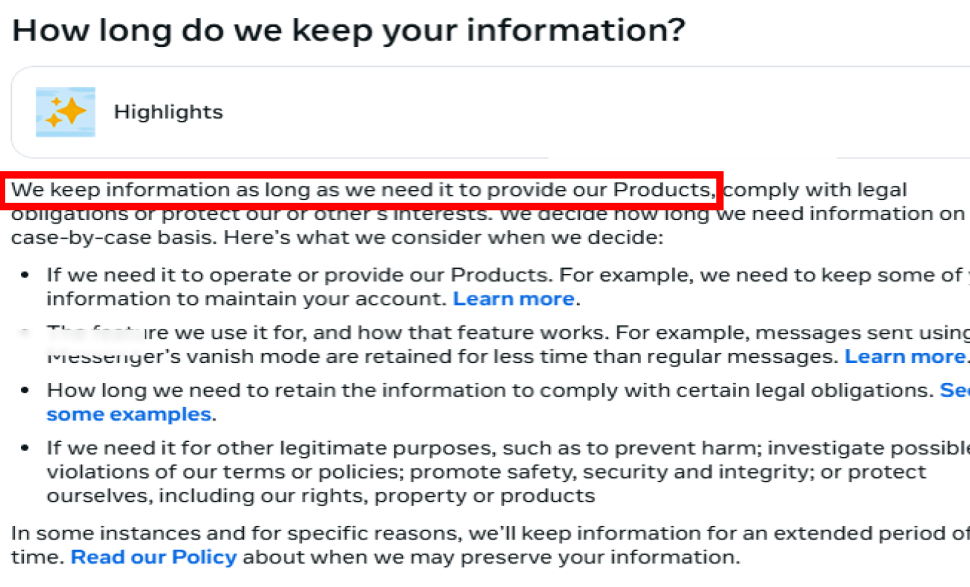 How long do we keep your information?
Highlights
We keep information as long as we need it to provide our Products, comply with legal
obligations or protect our or other's interests. We decide how long we need information on
case-by-case basis. Here's what we consider when we decide:
• If we need it to operate or provide our Products. For example, we need to keep some of
information to maintain your account. Learn more.
The feature we use it for, and how that feature works. For example, messages sent using
Messenger's vanish mode are retained for less time than regular messages. Learn more.
• How long we need to retain the information to comply with certain legal obligations. See
some examples.
• If we need it for other legitimate purposes, such as to prevent harm; investigate possible
violations of our terms or policies; promote safety, security and integrity; or protect
ourselves, including our rights, property or products
In some instances and for specific reasons, we'll keep information for an extended period of
time. Read our Policy about when we may preserve your information.